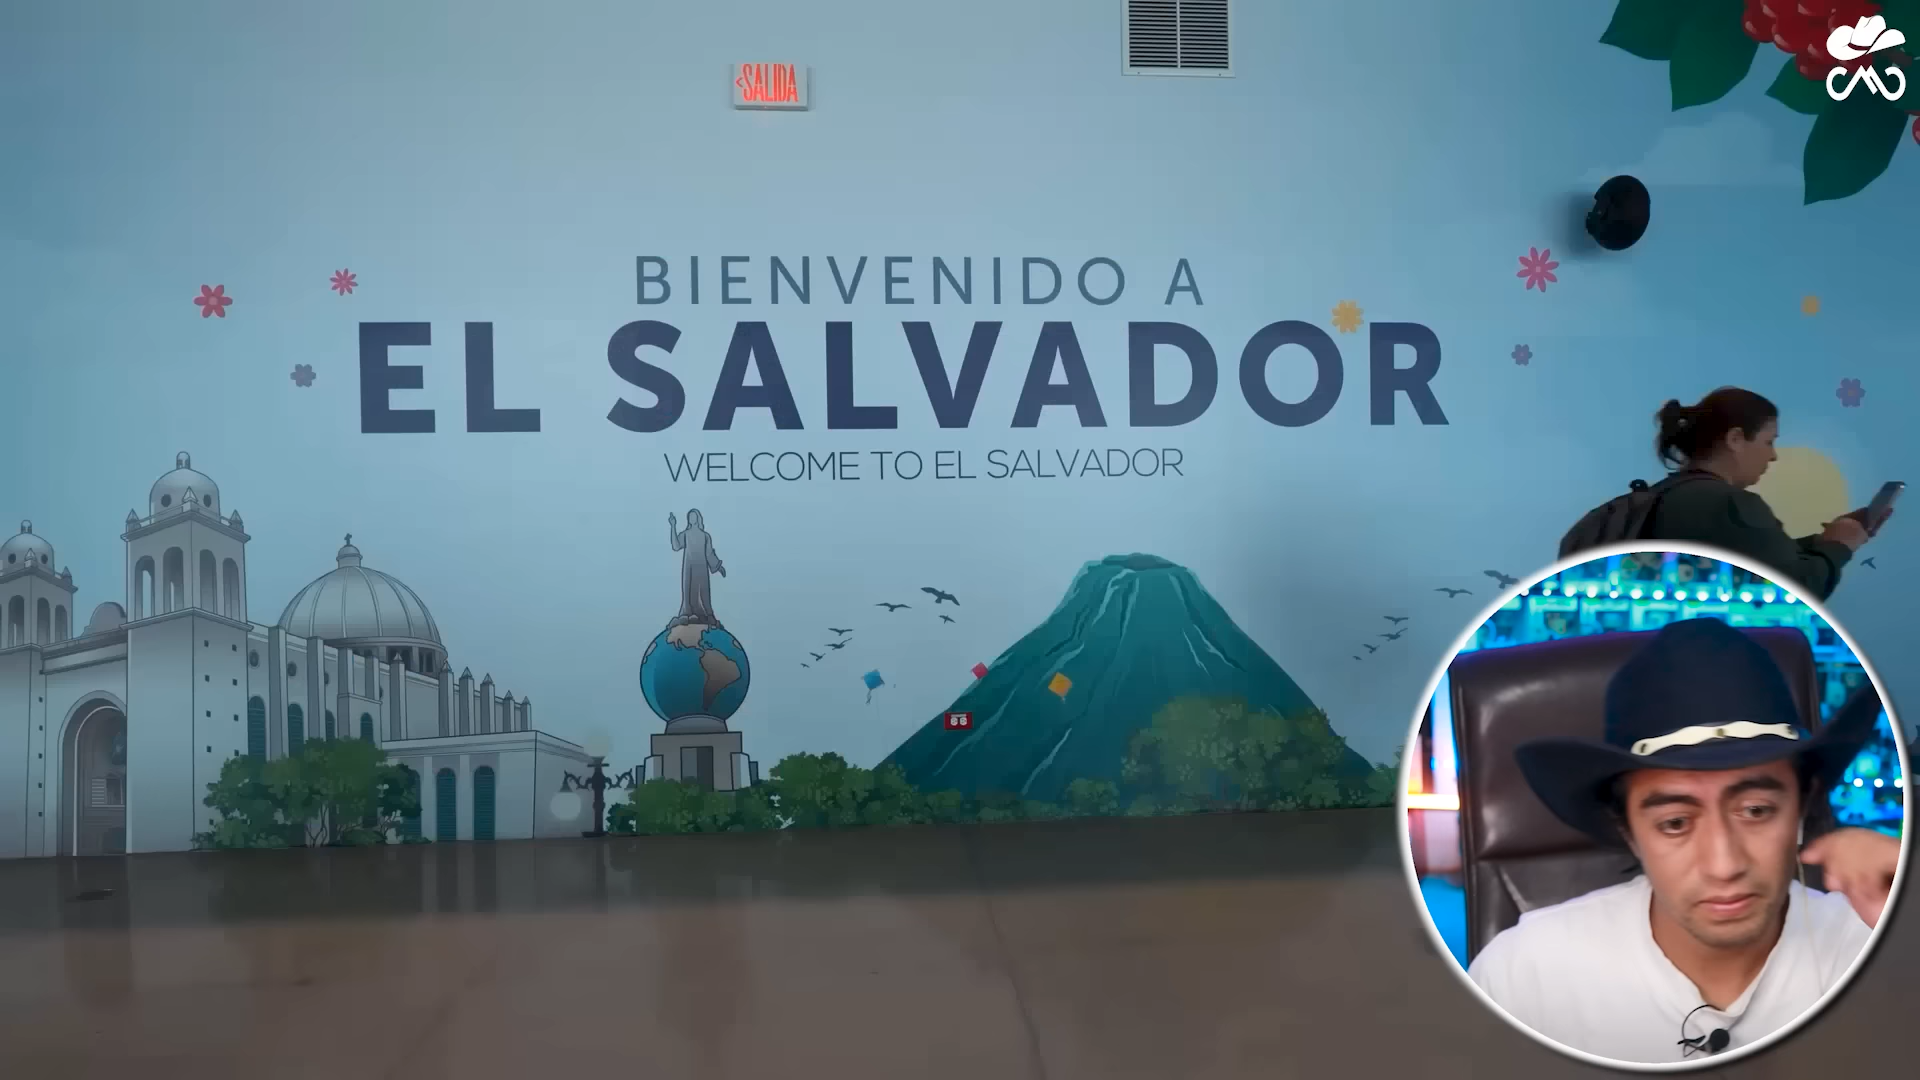 SALIDA
BIENVENIDO A
EL SALVADOR
WELCOME TO EL SALVADOR